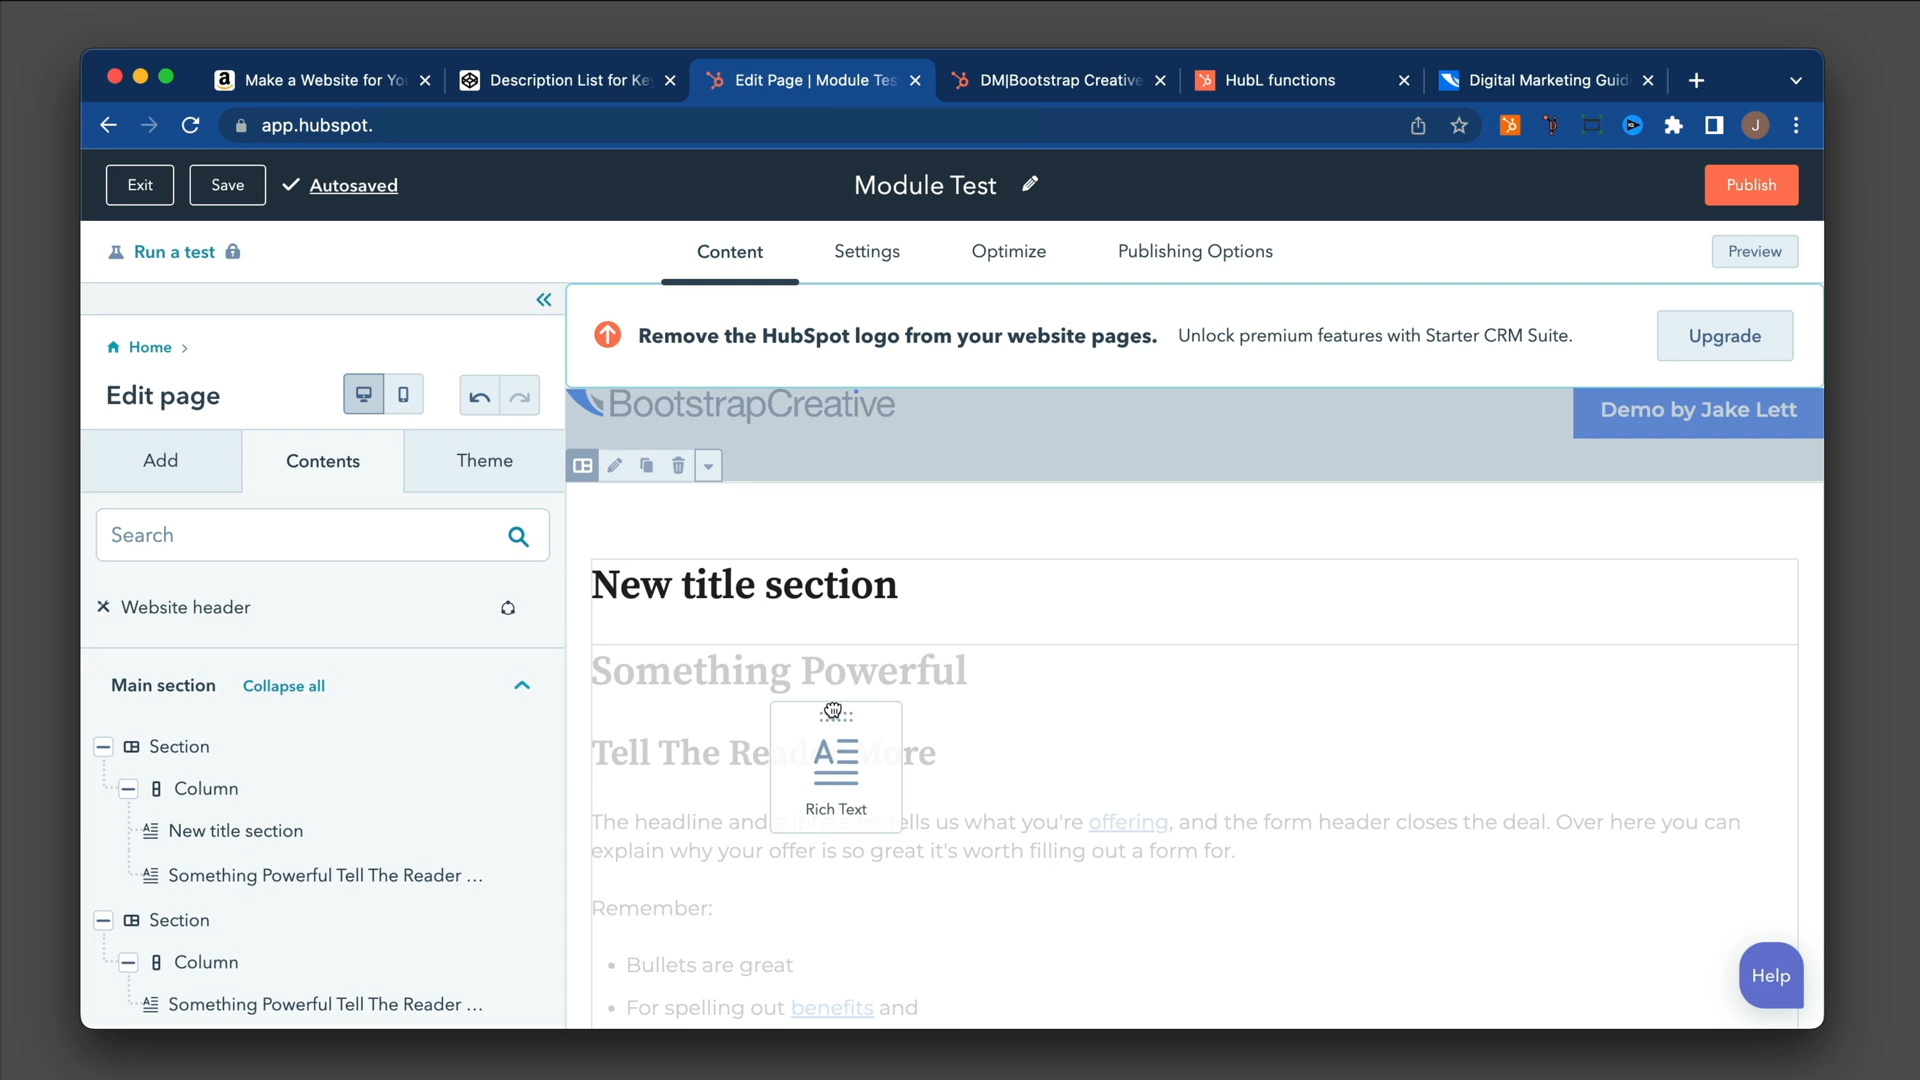 Make a Website for Yo
Description List for Ke
Edit Page | Module Tes
DM|Bootstrap Creative
HubL functions
Digital Marketing Guid
app.hubspot.
J
Exit
Save
Autosaved
Module Test
Publish
Run a test
Content
Settings
Optimize
Publishing Options
Preview
Remove the HubSpot logo from your website pages.
Unlock premium features with Starter CRM Suite.
Upgrade
Home
Edit page
BootstrapCreative
Demo by Jake Lett
Add
Contents
Theme
Search
Website header
Main section
Collapse all
Section
Column
New title section
Something Powerful Tell The Reader ...
Section
Column
Something Powerful Tell The Reader ...
New title section
Something Powerful
Tell The Reader More
Rich Text
The headline and subheader tells us what you're offering, and the form header closes the deal. Over here you can
explain why your offer is so great it's worth filling out a form for.
Remember:
• Bullets are great
• For spelling out benefits and
Help